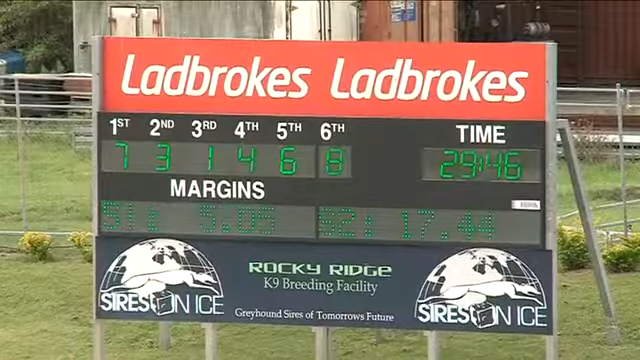 Ladbrokes Ladbrokes
1ST 2ND 3RD 4TH 5TH 6TH TIME
7 3 1 4 6 8 29:46
MARGINS
S1: 5.05 S2: 17.44
SIRES ON ICE
ROCKY RIDGE
K9 Breeding Facility
Greyhound Sires of Tomorrows Future
SIRES ON ICE